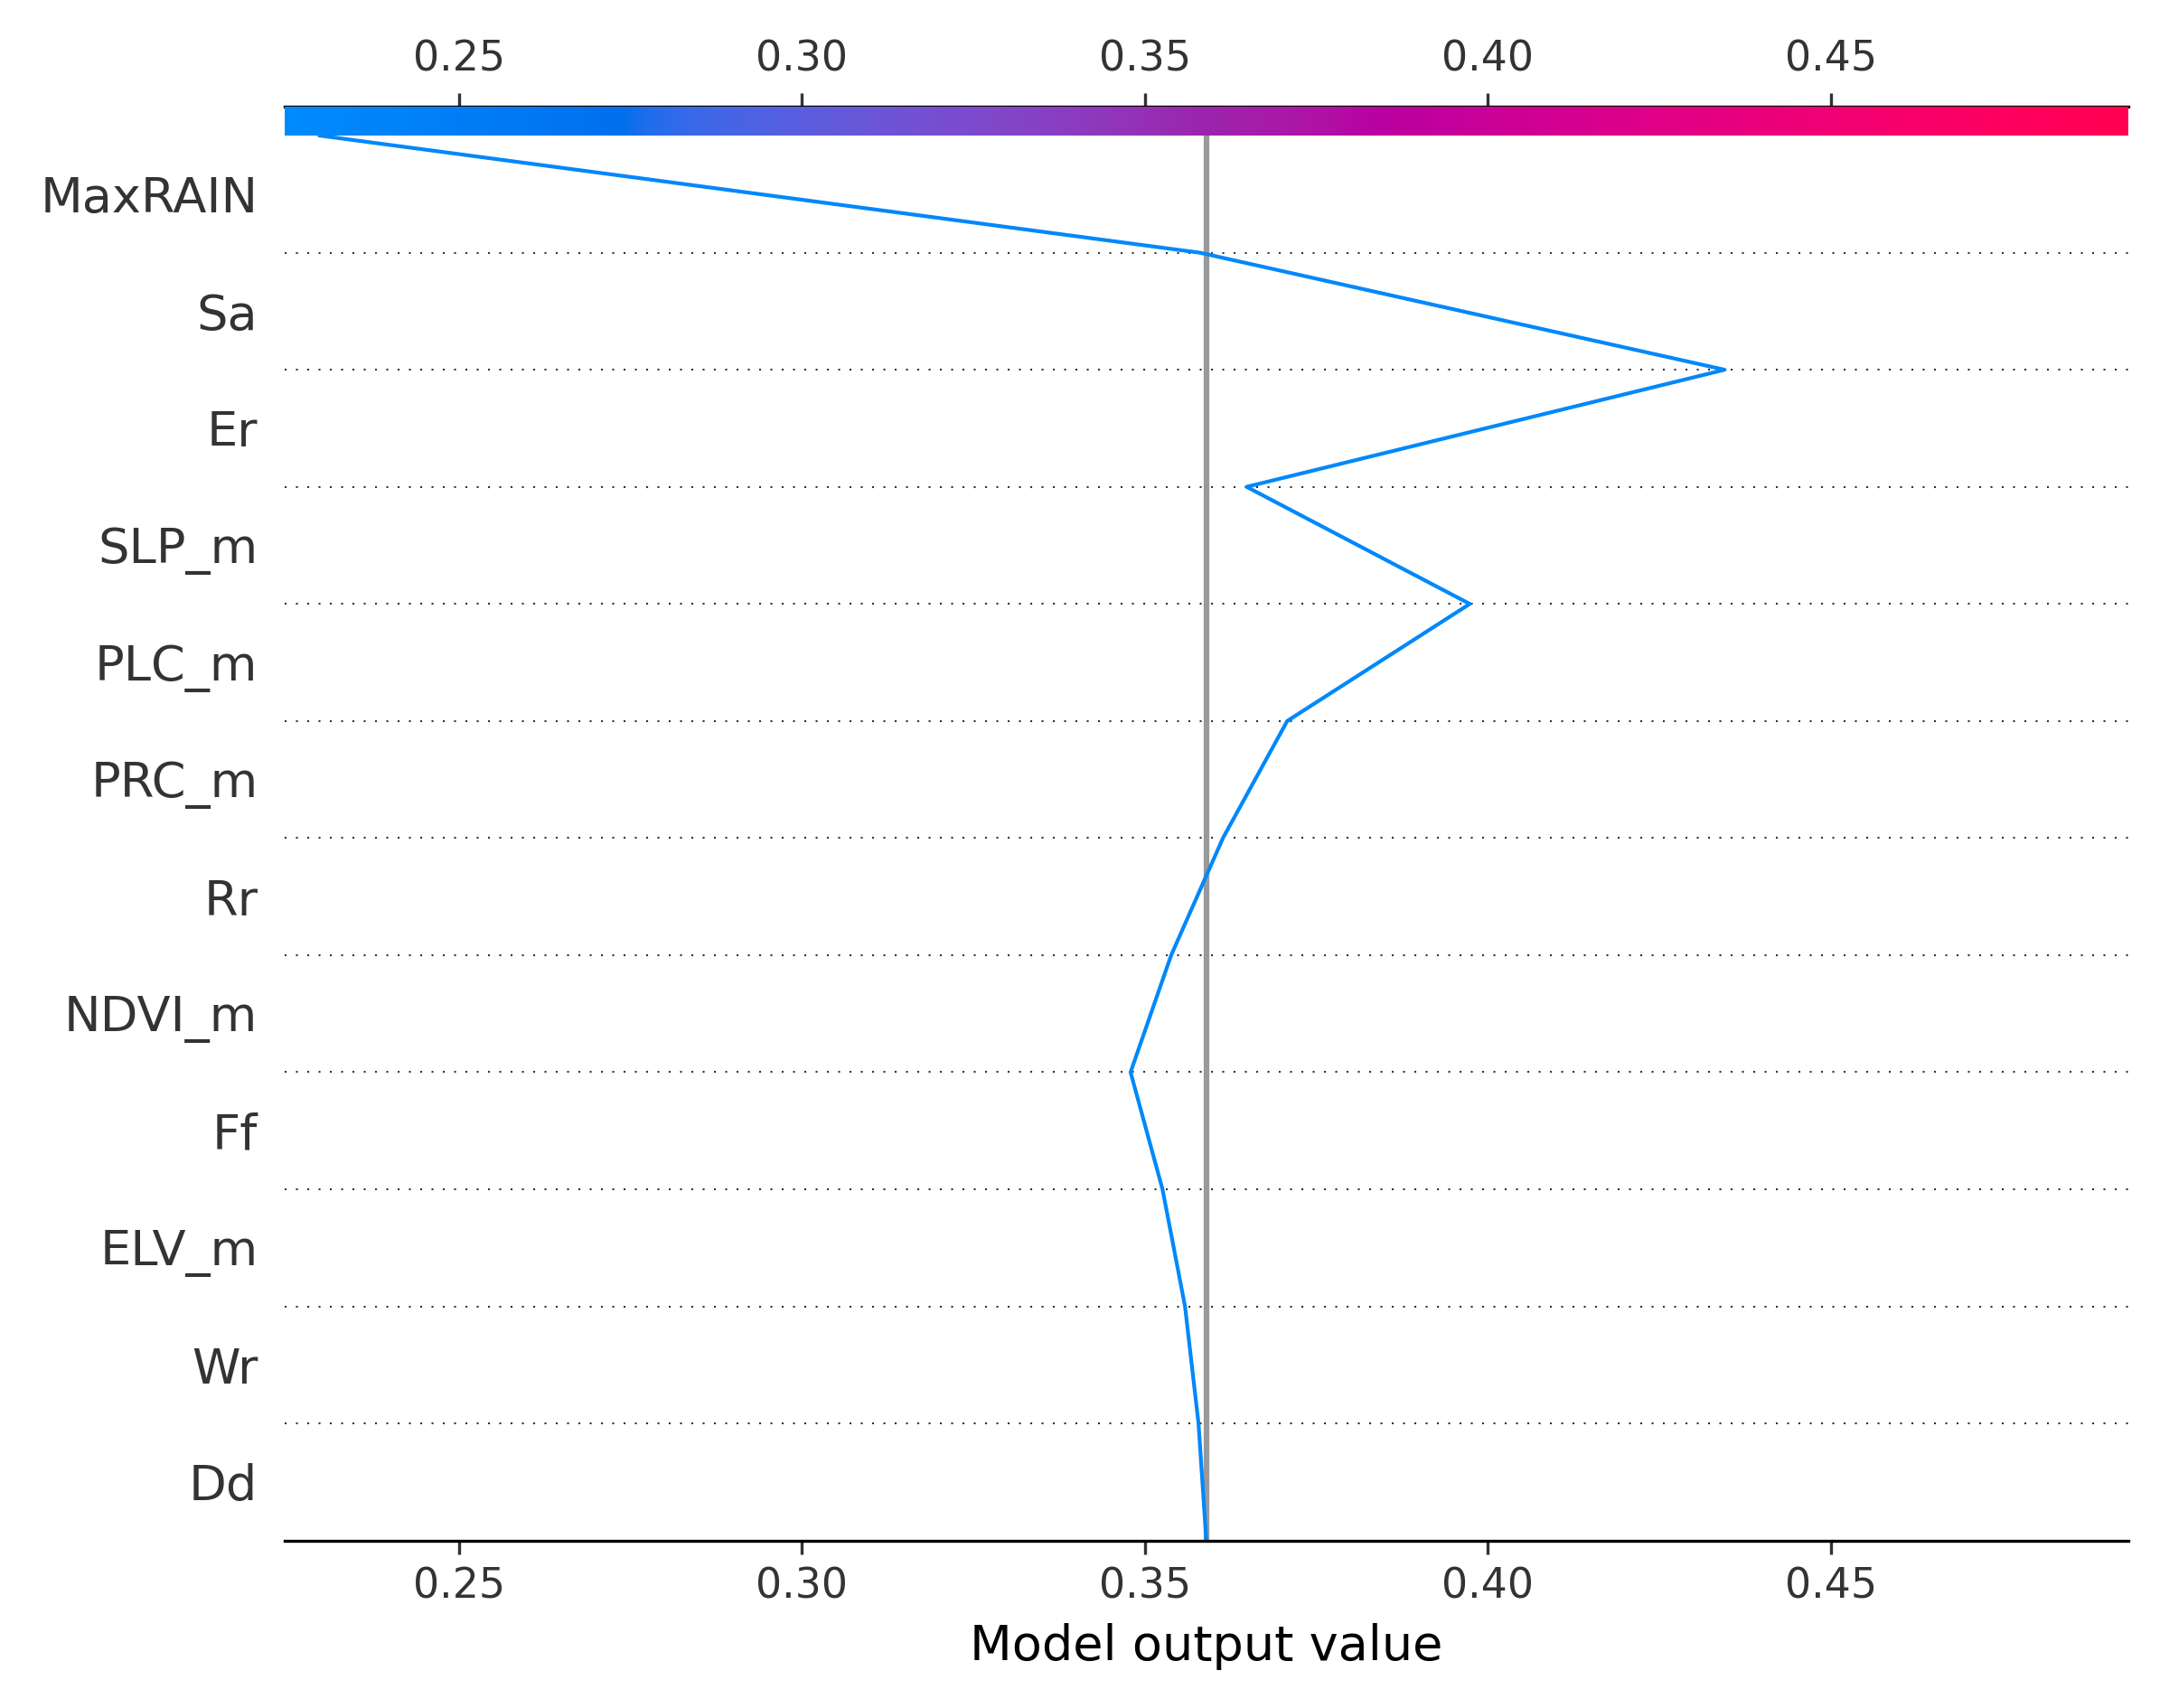 0.25 0.30 0.35 0.40 0.45
MaxRAIN
Sa
Er
SLP_m
PLC_m
PRC_m
Rr
NDVI_m
Ff
ELV_m
Wr
Dd
0.25 0.30 0.35 0.40 0.45
Model output value